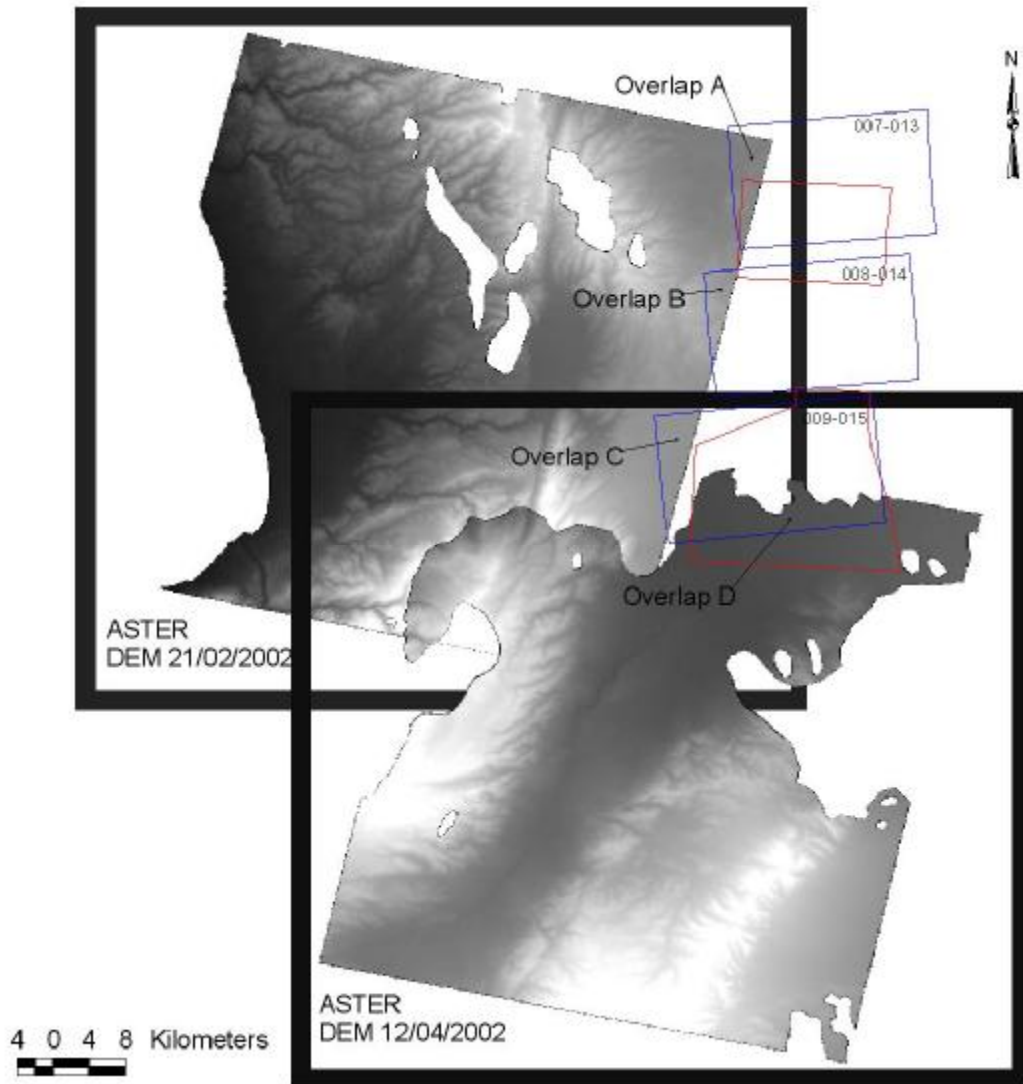 Overlap A
N
007-013
008-014
Overlap B
009-015
Overlap C
Overlap D
ASTER
DEM 21/02/2002
ASTER
DEM 12/04/2002
4 0 4 8 Kilometers